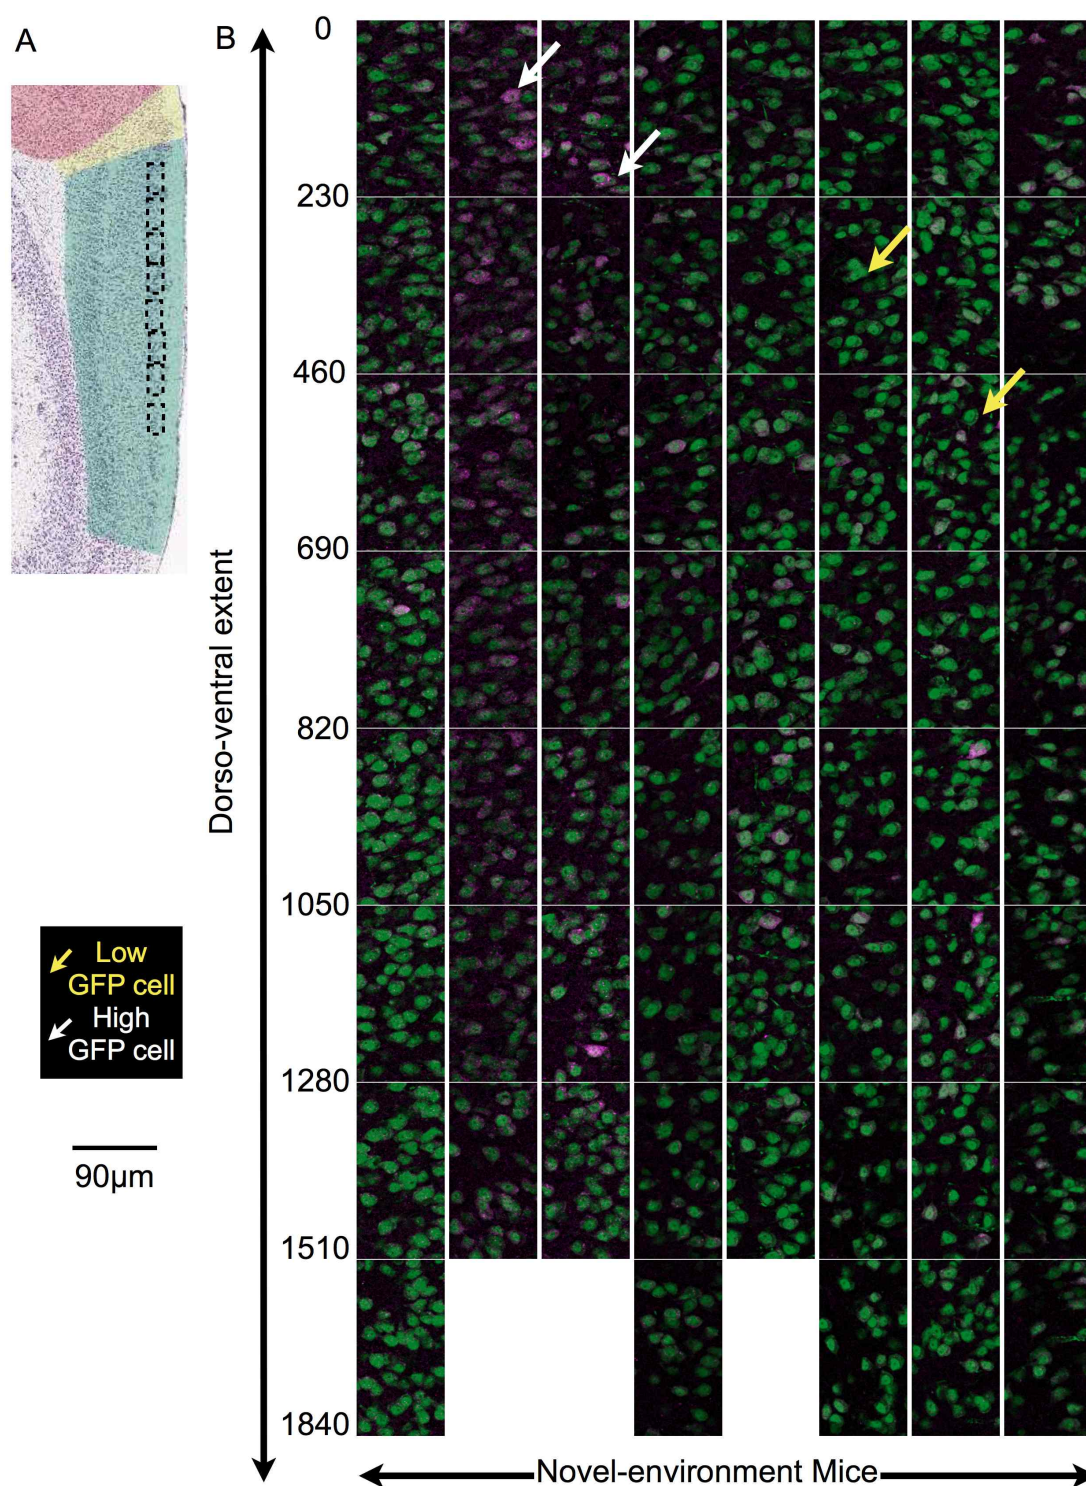 A
B
0
230
460
690
820
1050
1280
1510
1840
Dorso-ventral extent
Low
GFP cell
High
GFP cell
90µm
Novel-environment Mice